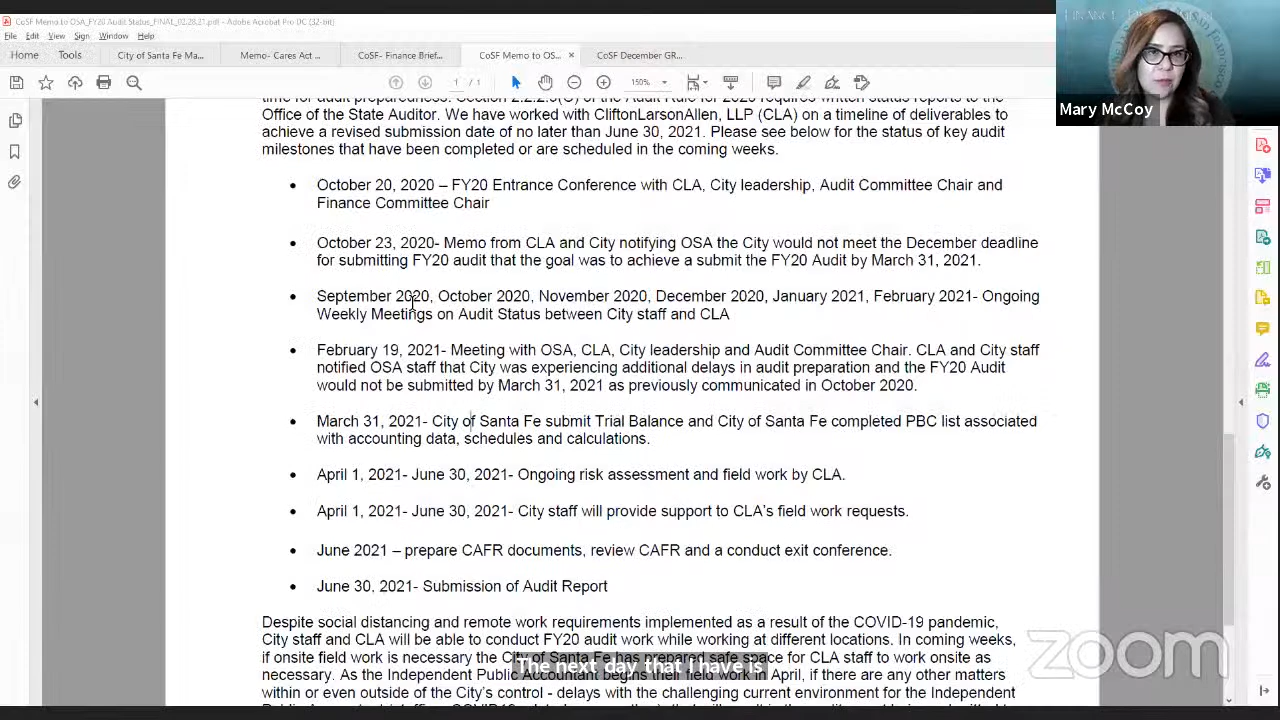 CoSF Memo to OSA_FY20 Audit Status_FINAL_02.28.21.pdf - Adobe Acrobat Pro DC (32-bit)
File Edit View Sign Window Help
Home Tools City of Santa Fe Ma... Memo- Cares Act ... CoSF- Finance Brief... CoSF Memo to OS... × CoSF December GR...
1 / 1 150%
Mary McCoy
time for audit preparedness. Section 2.2.2.9(C) of the Audit Rule for 2020 requires written status reports to the
Office of the State Auditor. We have worked with CliftonLarsonAllen, LLP (CLA) on a timeline of deliverables to
achieve a revised submission date of no later than June 30, 2021. Please see below for the status of key audit
milestones that have been completed or are scheduled in the coming weeks.
• October 20, 2020 – FY20 Entrance Conference with CLA, City leadership, Audit Committee Chair and
Finance Committee Chair
• October 23, 2020- Memo from CLA and City notifying OSA the City would not meet the December deadline
for submitting FY20 audit that the goal was to achieve a submit the FY20 Audit by March 31, 2021.
• September 2020, October 2020, November 2020, December 2020, January 2021, February 2021- Ongoing
Weekly Meetings on Audit Status between City staff and CLA
• February 19, 2021- Meeting with OSA, CLA, City leadership and Audit Committee Chair. CLA and City staff
notified OSA staff that City was experiencing additional delays in audit preparation and the FY20 Audit
would not be submitted by March 31, 2021 as previously communicated in October 2020.
• March 31, 2021- City of Santa Fe submit Trial Balance and City of Santa Fe completed PBC list associated
with accounting data, schedules and calculations.
• April 1, 2021- June 30, 2021- Ongoing risk assessment and field work by CLA.
• April 1, 2021- June 30, 2021- City staff will provide support to CLA's field work requests.
• June 2021 – prepare CAFR documents, review CAFR and a conduct exit conference.
• June 30, 2021- Submission of Audit Report
Despite social distancing and remote work requirements implemented as a result of the COVID-19 pandemic,
City staff and CLA will be able to conduct FY20 audit work while working at different locations. In coming weeks,
if onsite field work is necessary the City of Santa Fe has prepared safe space for CLA staff to work onsite as
necessary. As the Independent Public Accountant begins their field work in April, if there are any other matters
within or even outside of the City's control - delays with the challenging current environment for the Independent
The next day that I have is
zoom